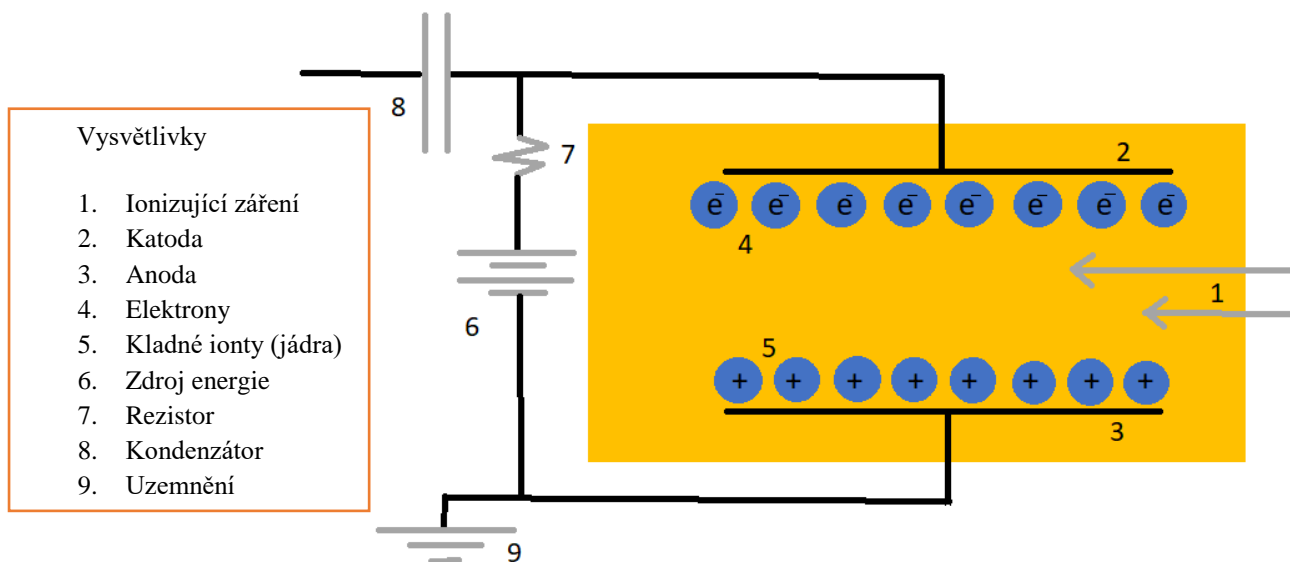 Vysvětlivky
1. Ionizující záření
2. Katoda
3. Anoda
4. Elektrony
5. Kladné ionty (jádra)
6. Zdroj energie
7. Rezistor
8. Kondenzátor
9. Uzemnění
8
7
2
e- e- e- e- e- e- e- e-
4
1
6
5
+ + + + + + + +
3
9